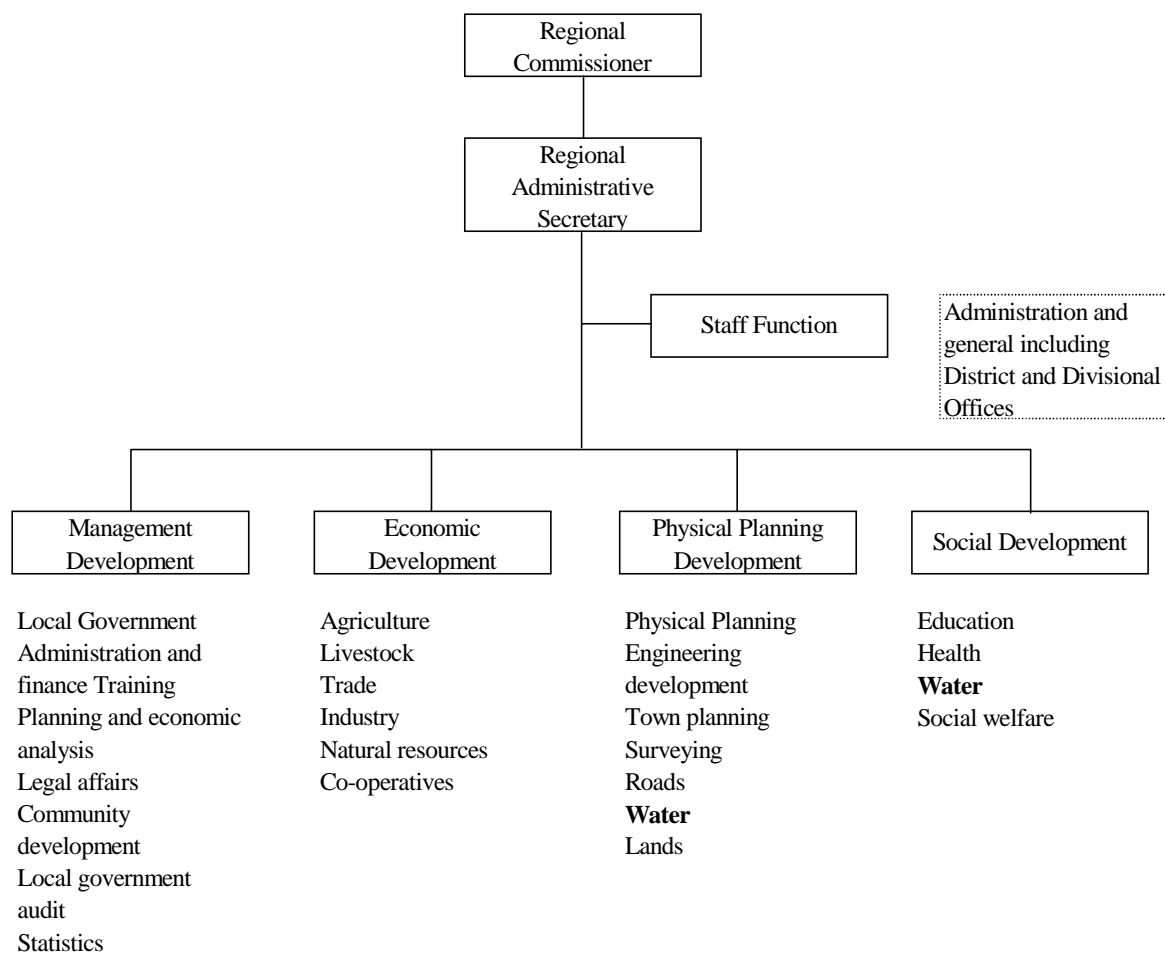 Regional
Commissioner
Regional
Administrative
Secretary
Staff Function
Administration and
general including
District and Divisional
Offices
Management
Development
Local Government
Administration and
finance Training
Planning and economic
analysis
Legal affairs
Community
development
Local government
audit
Statistics
Economic
Development
Agriculture
Livestock
Trade
Industry
Natural resources
Co-operatives
Physical Planning
Development
Physical Planning
Engineering
development
Town planning
Surveying
Roads
Water
Lands
Social Development
Education
Health
Water
Social welfare